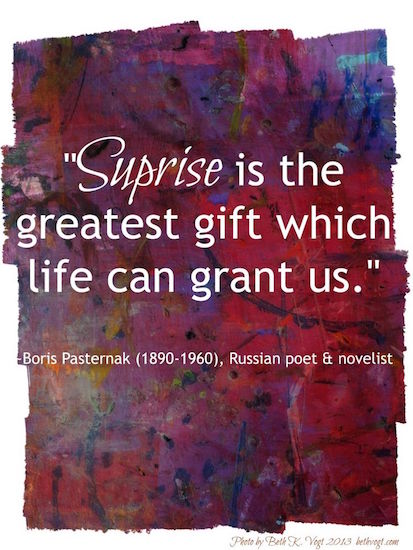 "Suprise is the
greatest gift which
life can grant us."
-Boris Pasternak (1890-1960), Russian poet & novelist
Photo by Beth K. Vogt 2013 bethvogt.com